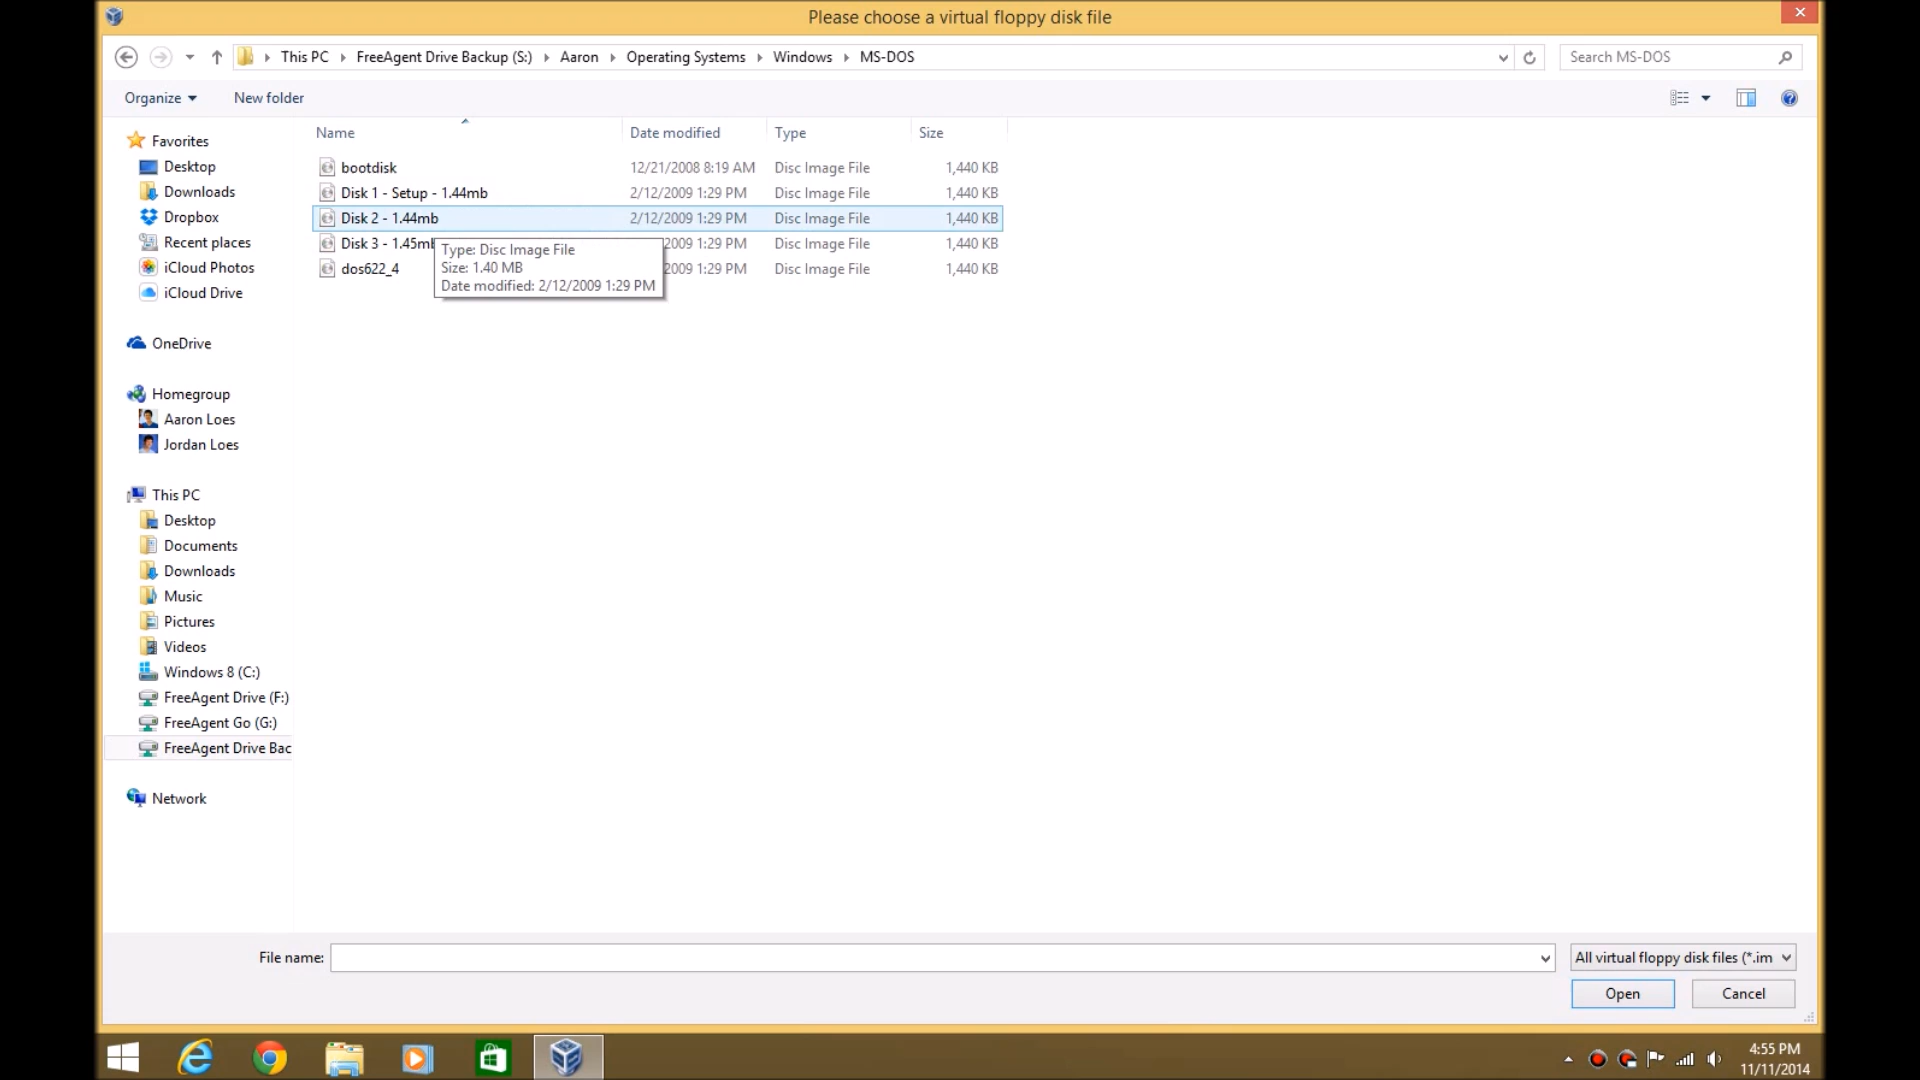 Please choose a virtual floppy disk file
This PC FreeAgent Drive Backup (S:) Aaron Operating Systems Windows MS-DOS
Search MS-DOS
Organize New folder
Name Date modified Type Size
bootdisk 12/21/2008 8:19 AM Disc Image File 1,440 KB
Disk 1 - Setup - 1.44mb 2/12/2009 1:29 PM Disc Image File 1,440 KB
Disk 2 - 1.44mb 2/12/2009 1:29 PM Disc Image File 1,440 KB
Disk 3 - 1.45mb 2009 1:29 PM Disc Image File 1,440 KB
dos622_4 2009 1:29 PM Disc Image File 1,440 KB
Type: Disc Image File
Size: 1.40 MB
Date modified: 2/12/2009 1:29 PM
Favorites
Desktop
Downloads
Dropbox
Recent places
iCloud Photos
iCloud Drive
OneDrive
Homegroup
Aaron Loes
Jordan Loes
This PC
Desktop
Documents
Downloads
Music
Pictures
Videos
Windows 8 (C:)
FreeAgent Drive (F:)
FreeAgent Go (G:)
FreeAgent Drive Bac
Network
File name:
All virtual floppy disk files (*.im
Open Cancel
4:55 PM
11/11/2014